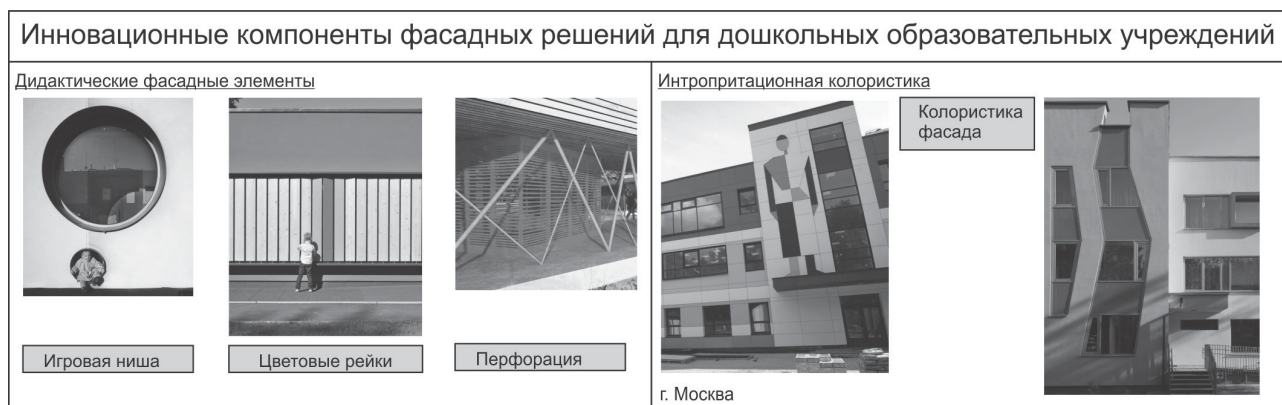 Инновационные компоненты фасадных решений для дошкольных образовательных учреждений
Дидактические фасадные элементы
Игровая ниша
Цветовые рейки
Перфорация
Интропритационная колористика
Колористика
фасада
г. Москва